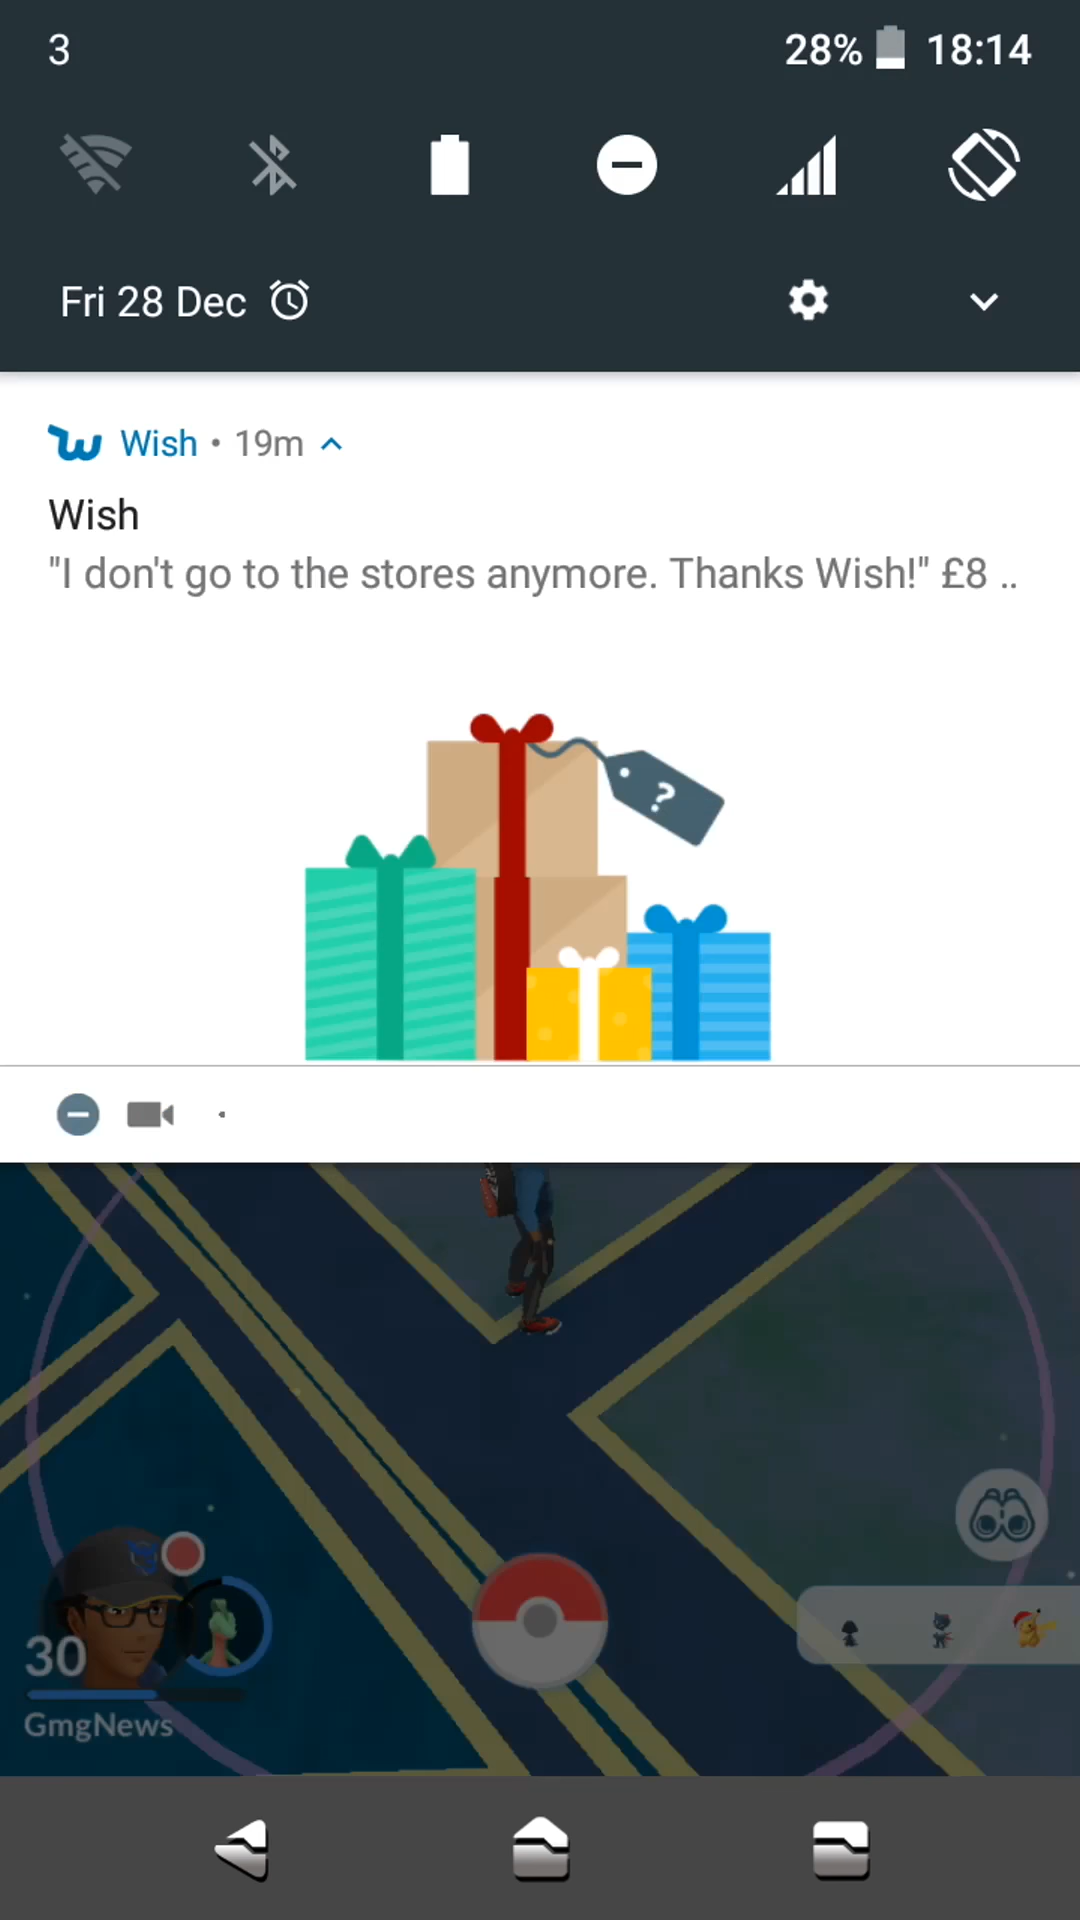 3
28% 18:14
Fri 28 Dec
Wish • 19m
Wish
"I don't go to the stores anymore. Thanks Wish!" £8 ..
?
30
GmgNews